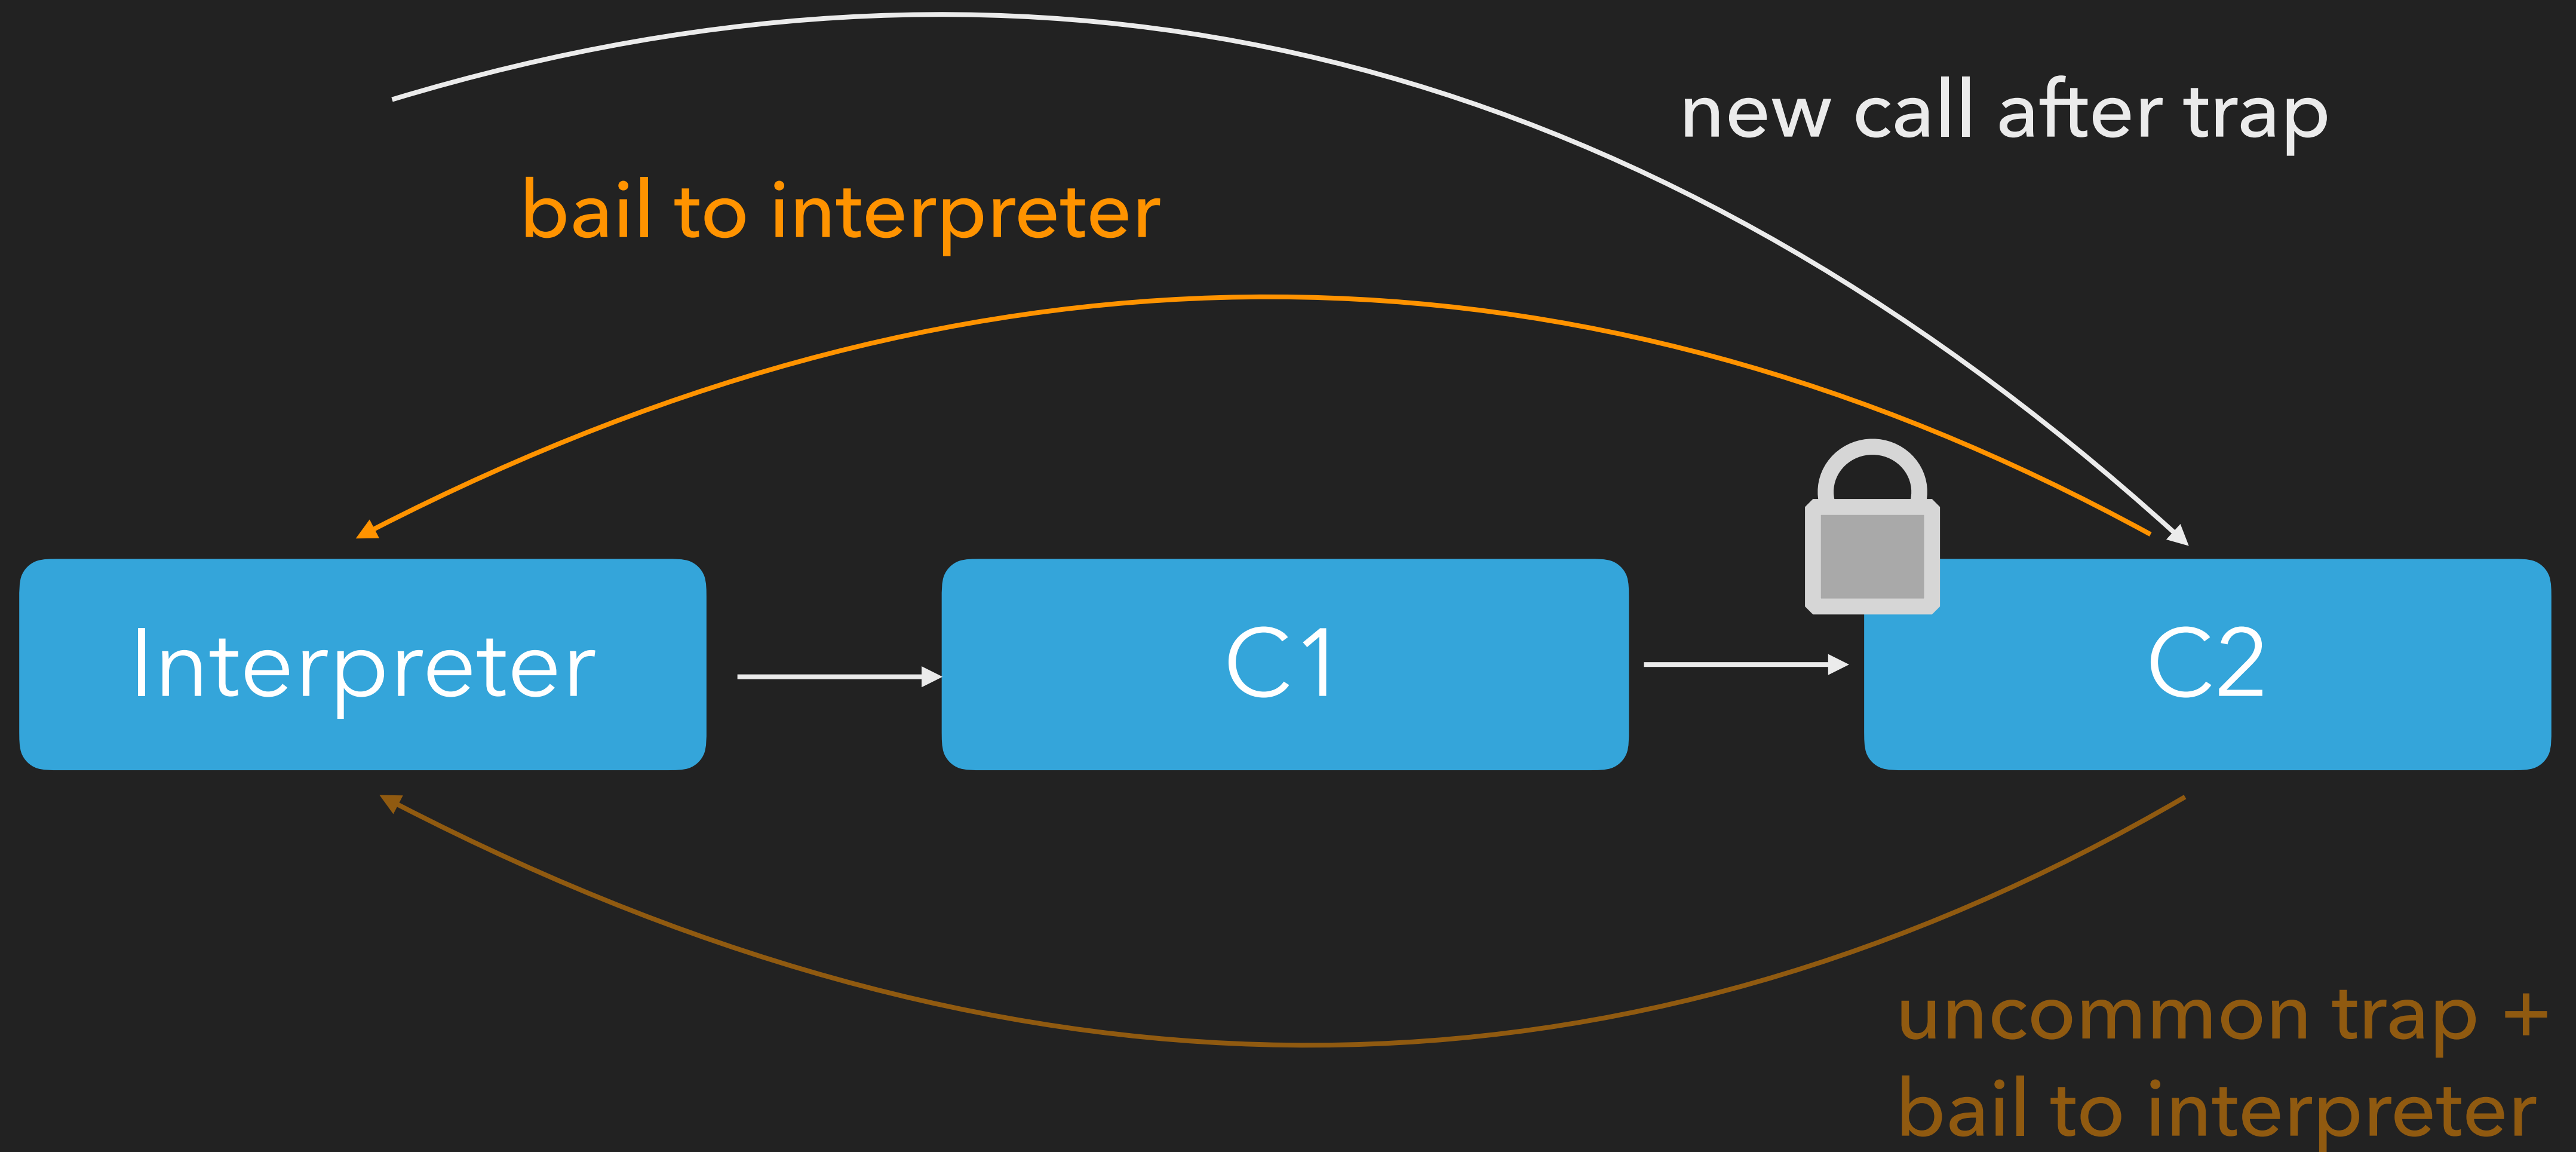 new call after trap
bail to interpreter
Interpreter
C1
C2
uncommon trap +
bail to interpreter